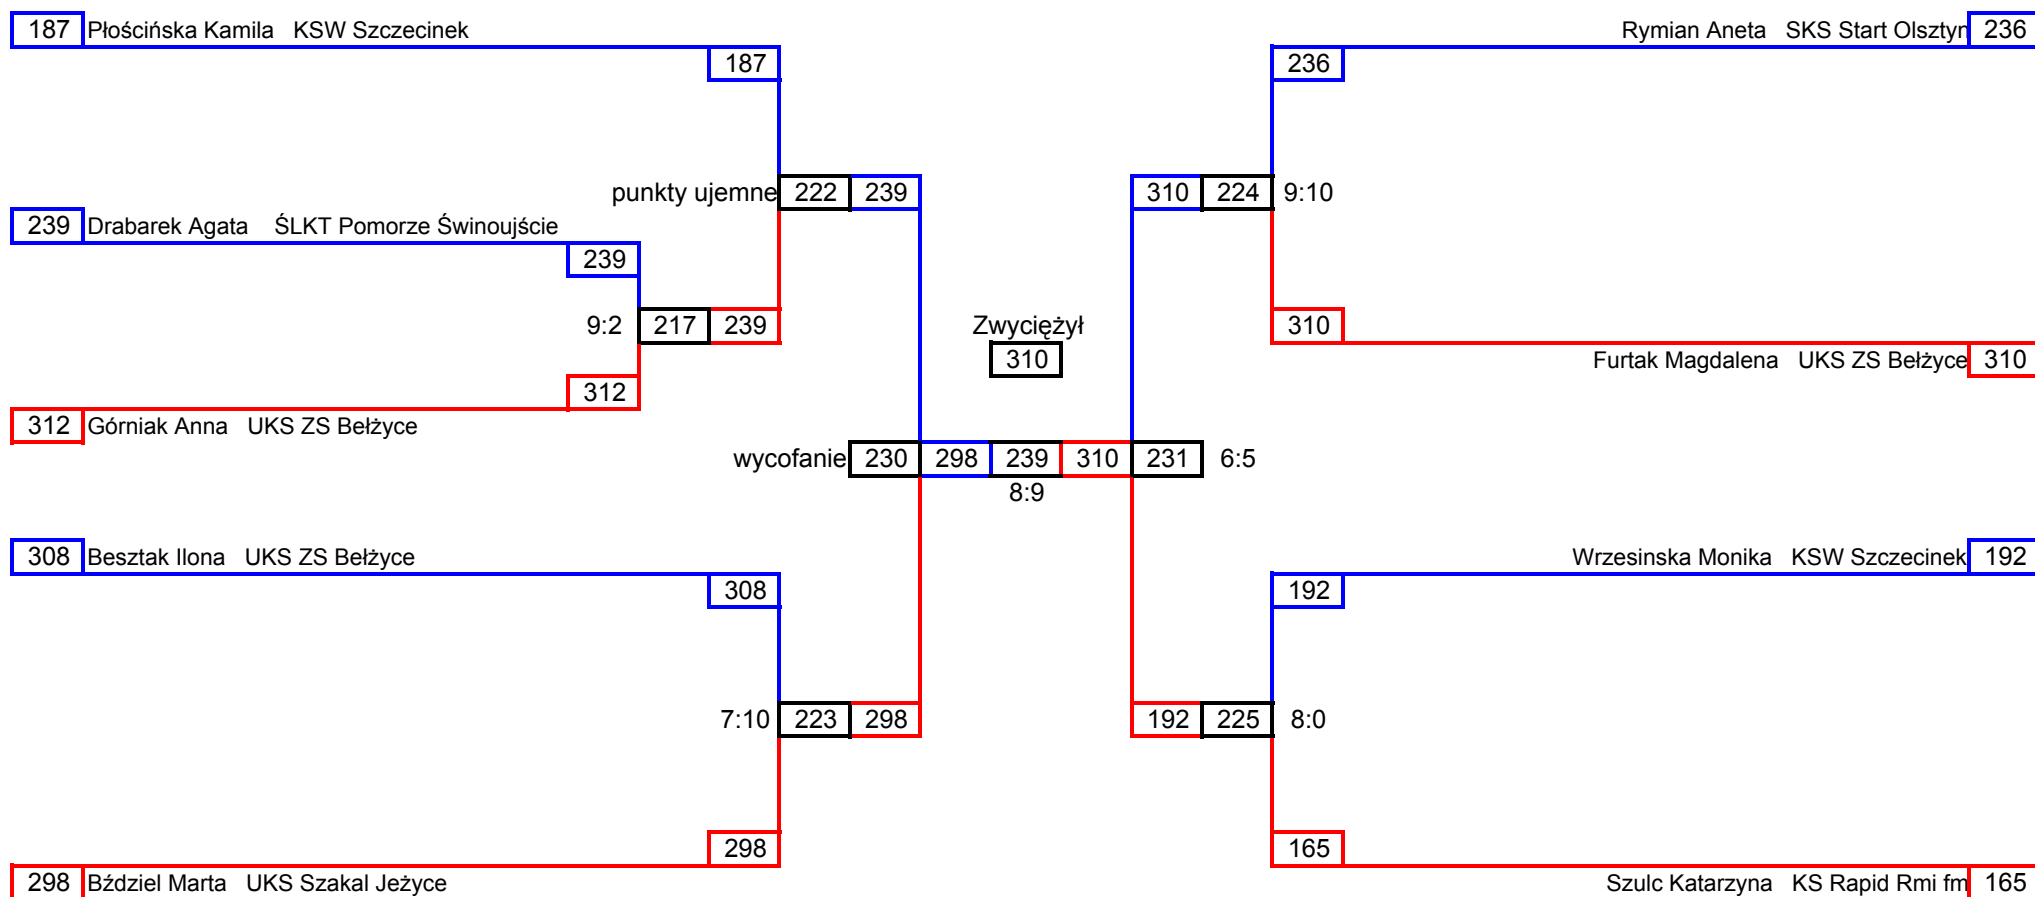 187 Płościńska Kamila KSW Szczecinek Rymian Aneta SKS Start Olsztyn 236
187 236
punkty ujemne 222 239 310 224 9:10
239 Drabarek Agata ŚLKT Pomorze Świnoujście
239
9:2 217 239 Zwyciężył 310
310
312 Furtak Magdalena UKS ZS Bełżyce 310
312 Górniak Anna UKS ZS Bełżyce
wycofanie 230 298 239 310 231 6:5
8:9
308 Besztak Ilona UKS ZS Bełżyce Wrzesinska Monika KSW Szczecinek 192
308 192
7:10 223 298 192 225 8:0
298 165
298 Bździel Marta UKS Szakal Jeżyce Szulc Katarzyna KS Rapid Rmi fm 165